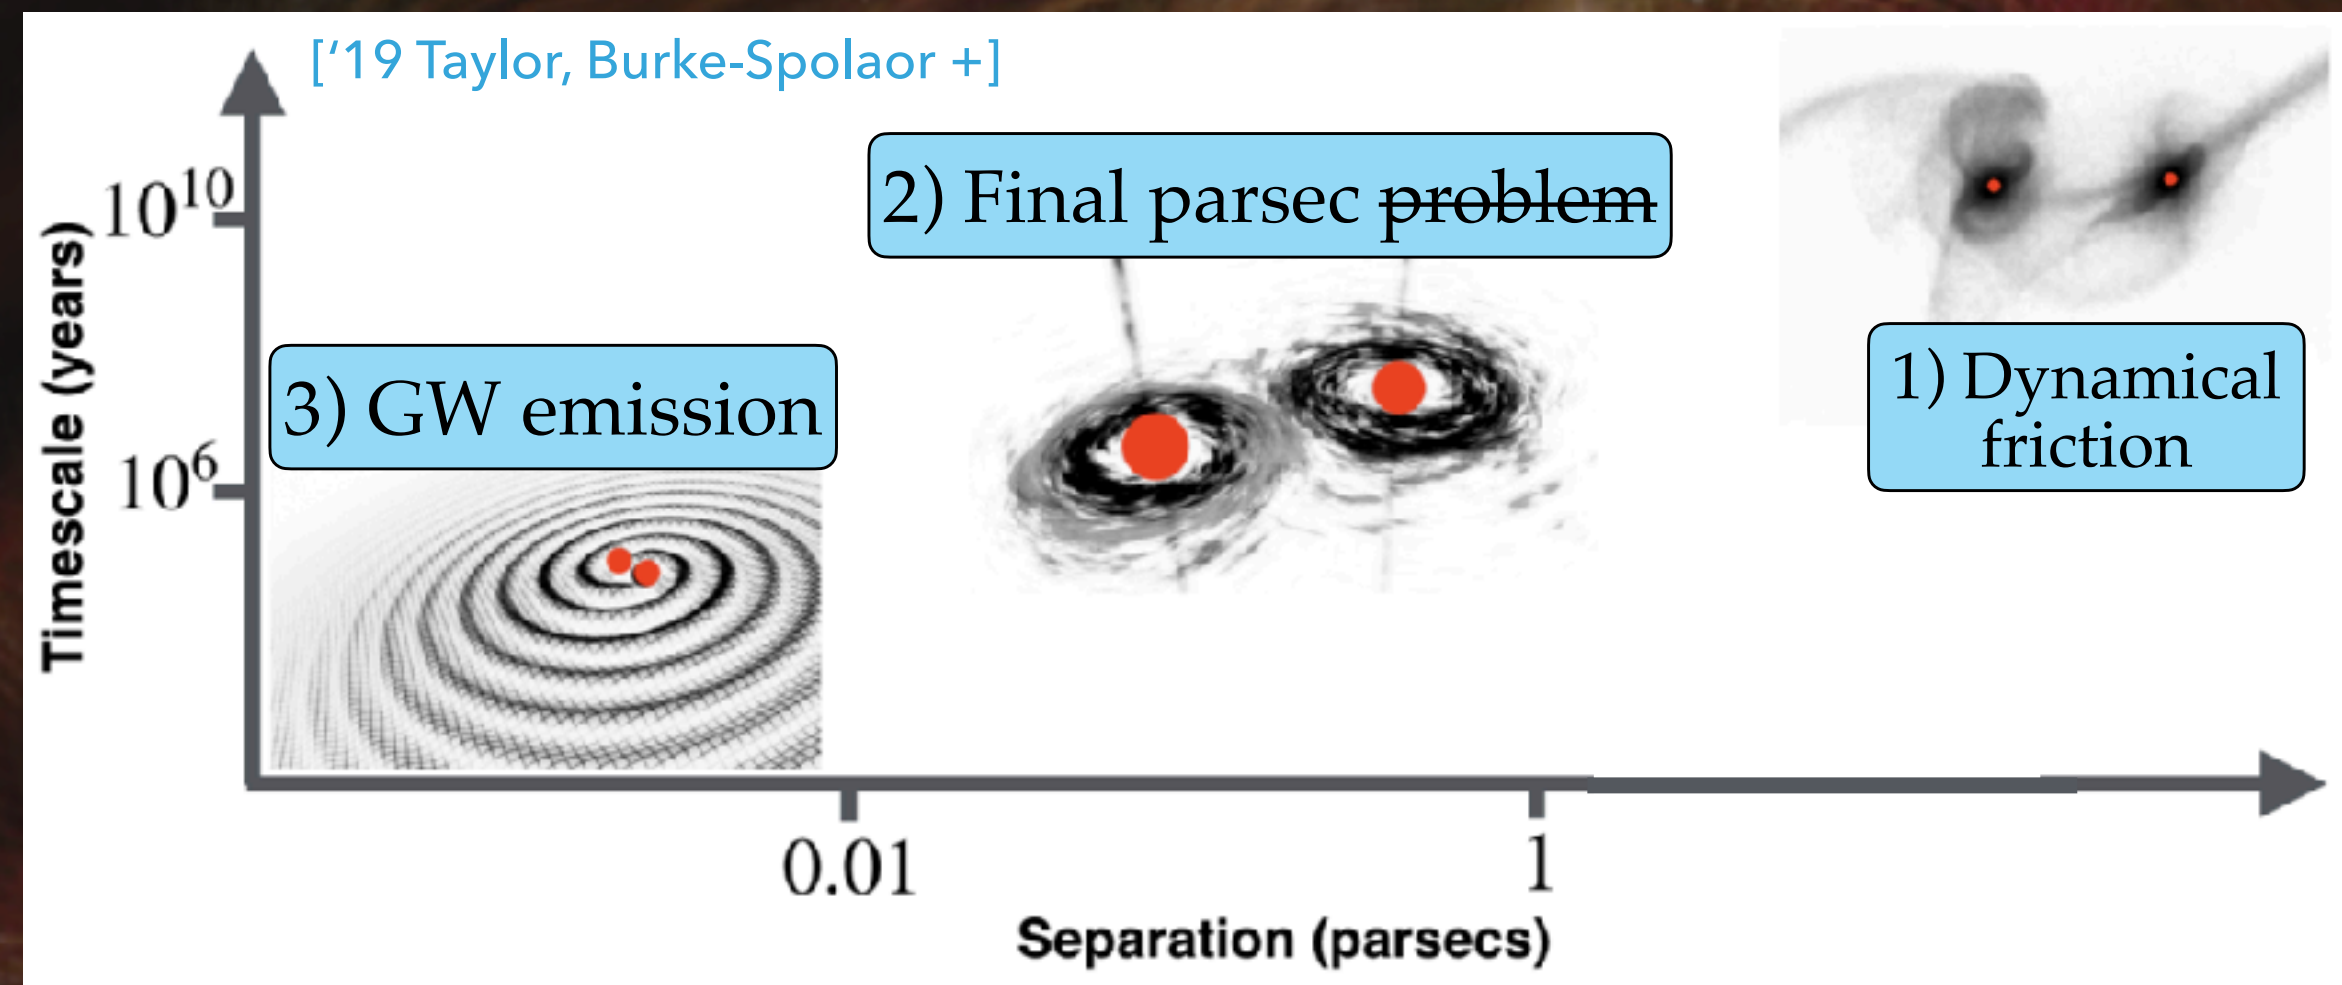 [‘19 Taylor, Burke-Spolaor +]
2) Final parsec problem
10^10
3) GW emission
1) Dynamical
friction
10^6
Timescale (years)
0.01
1
Separation (parsecs)